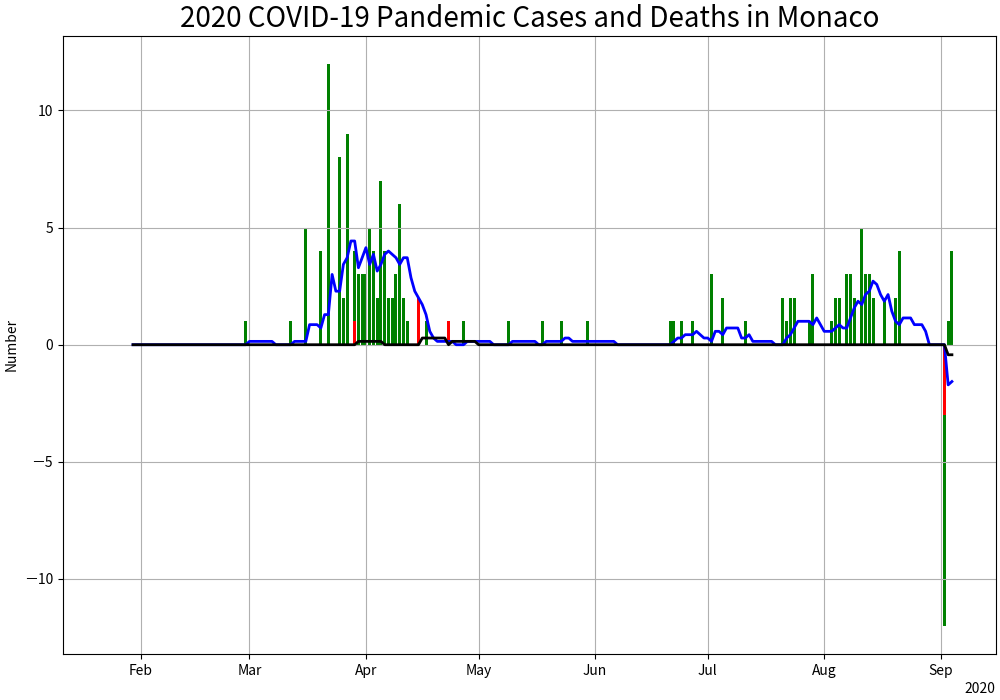 2020 COVID-19 Pandemic Cases and Deaths in Monaco
Number
10
5
0
−5
−10
Feb Mar Apr May Jun Jul Aug Sep
2020